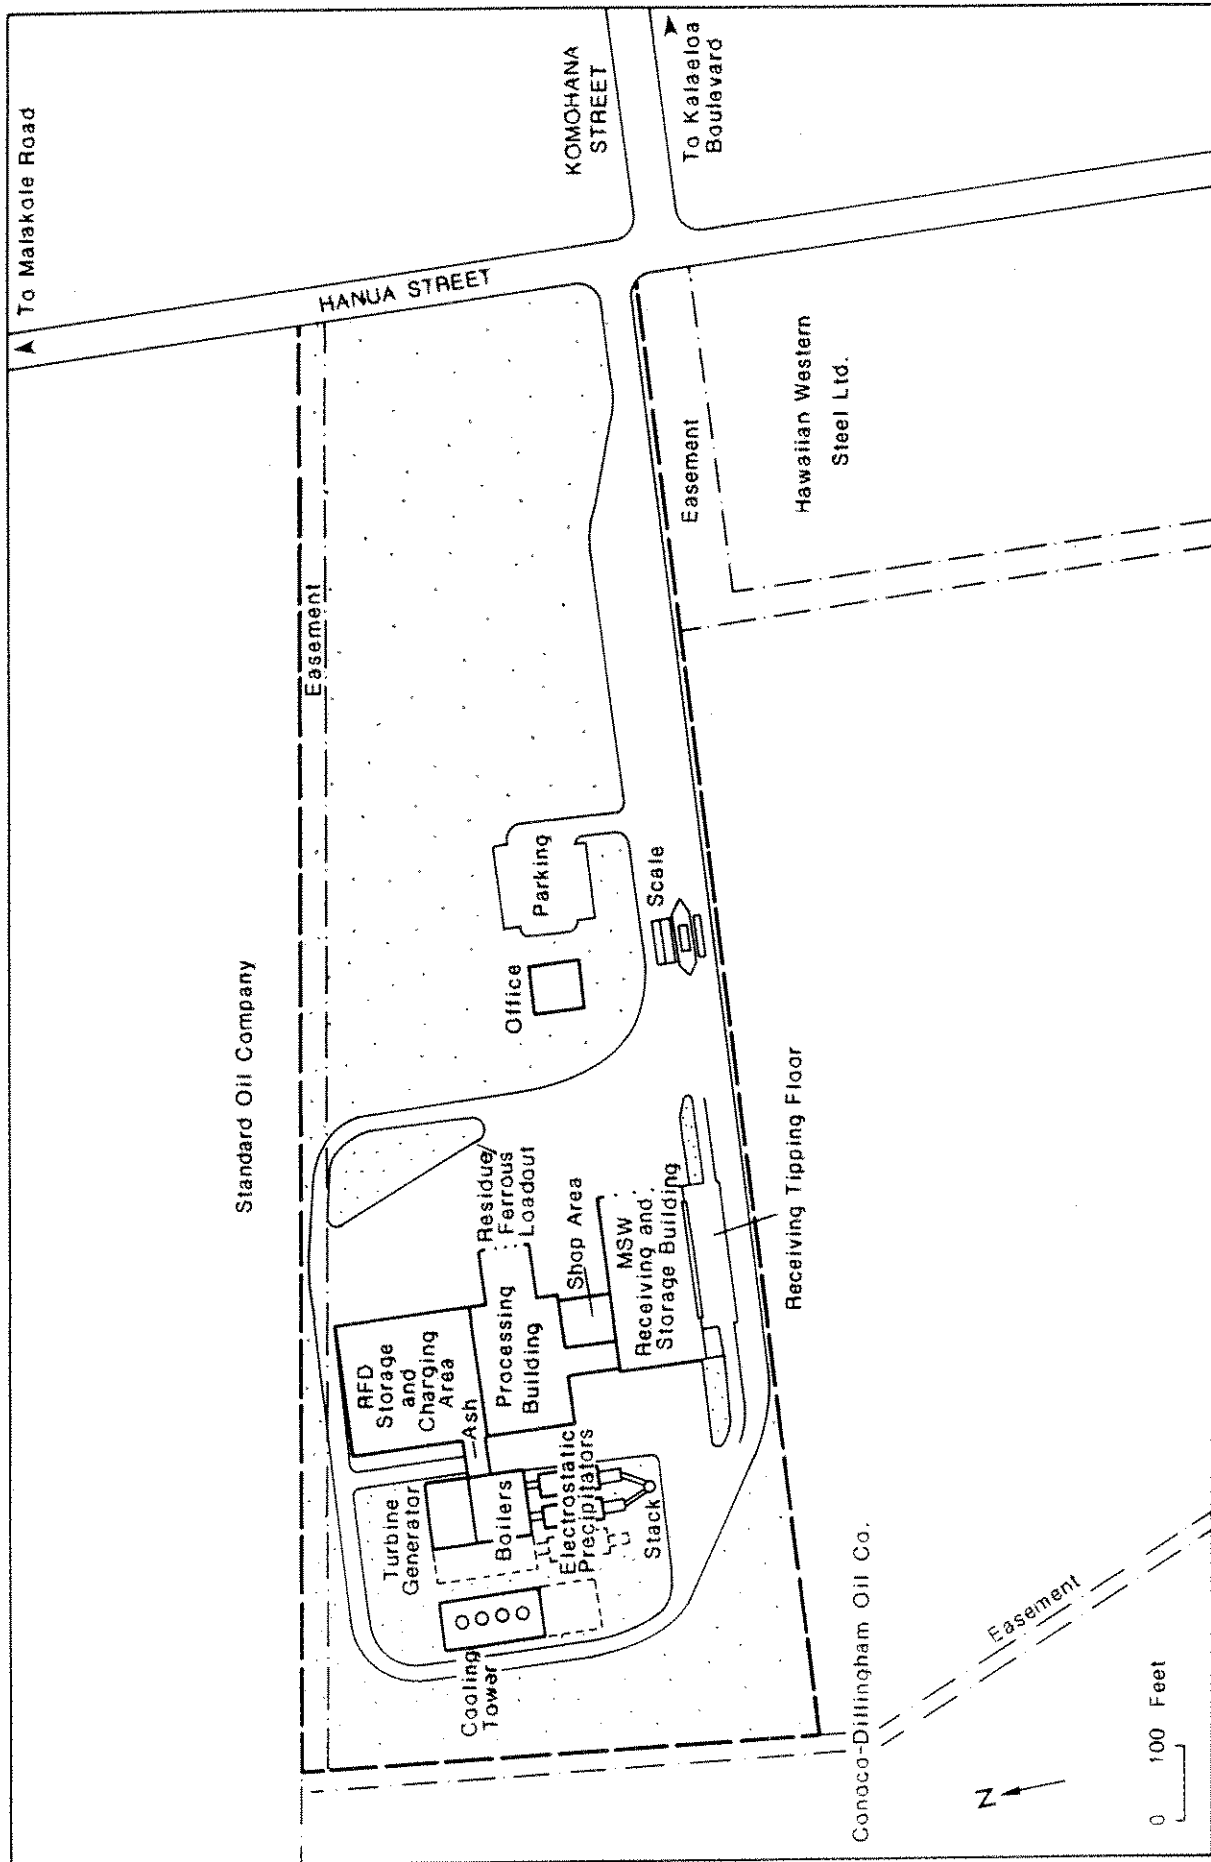 To Malakole Road
HANUA STREET
KOMOHANA
STREET
To Kalaeloa
Boulevard
Standard Oil Company
Easement
Easement
Hawaiian Western
Steel Ltd.
Parking
Office
Scale
Residue/
Ferrous
Loadout
Shop Area
MSW
Receiving and
Storage Building
Receiving Tipping Floor
RFD
Storage
and
Charging
Area
Processing
Building
Ash
Turbine
Generator
Boilers
Electrostatic
Precipitators
Stack
Cooling
Tower
Conoco-Dillingham Oil Co.
Easement
N
0 100 Feet